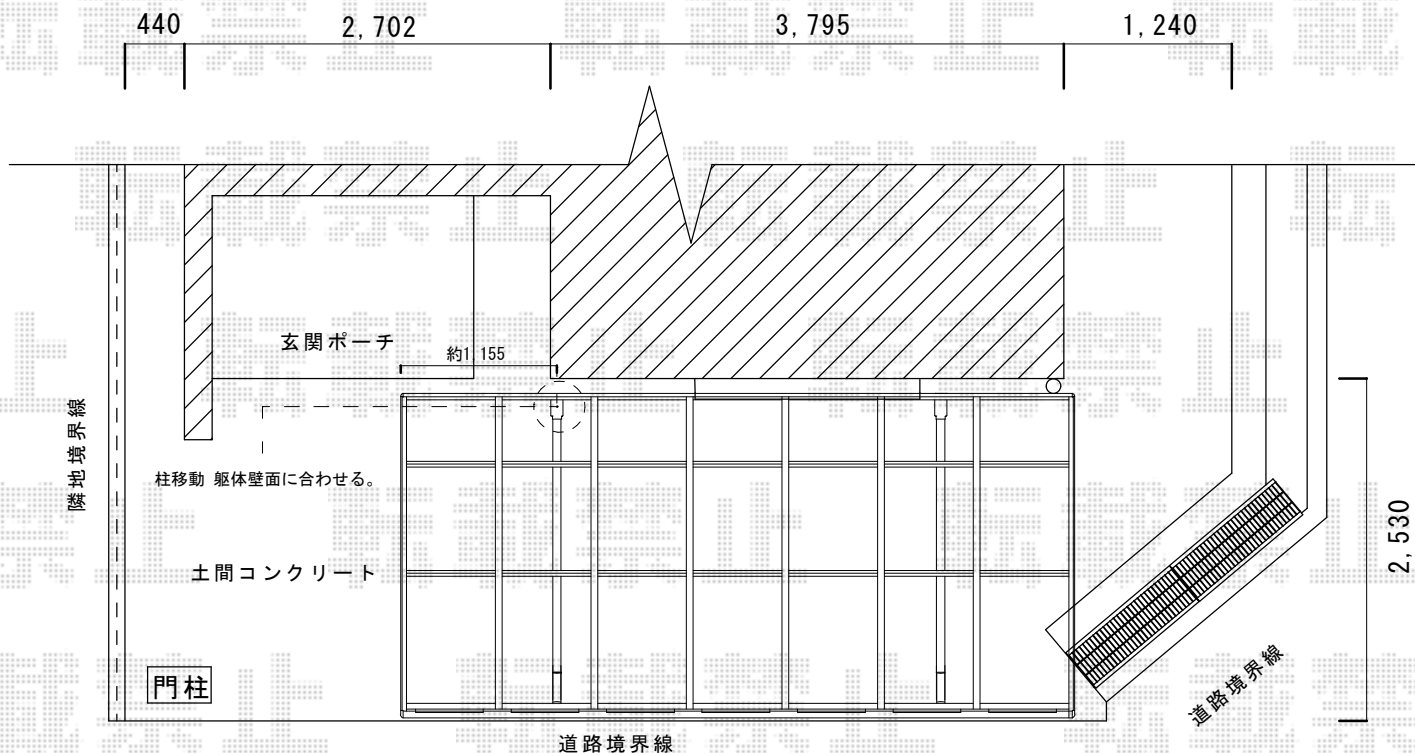 440
2,702
3,795
1,240
玄関ポーチ
約1,155
隣地境界線
柱移動 躯体壁面に合わせる。
2,530
土間コンクリート
門柱
道路境界線
道路境界線